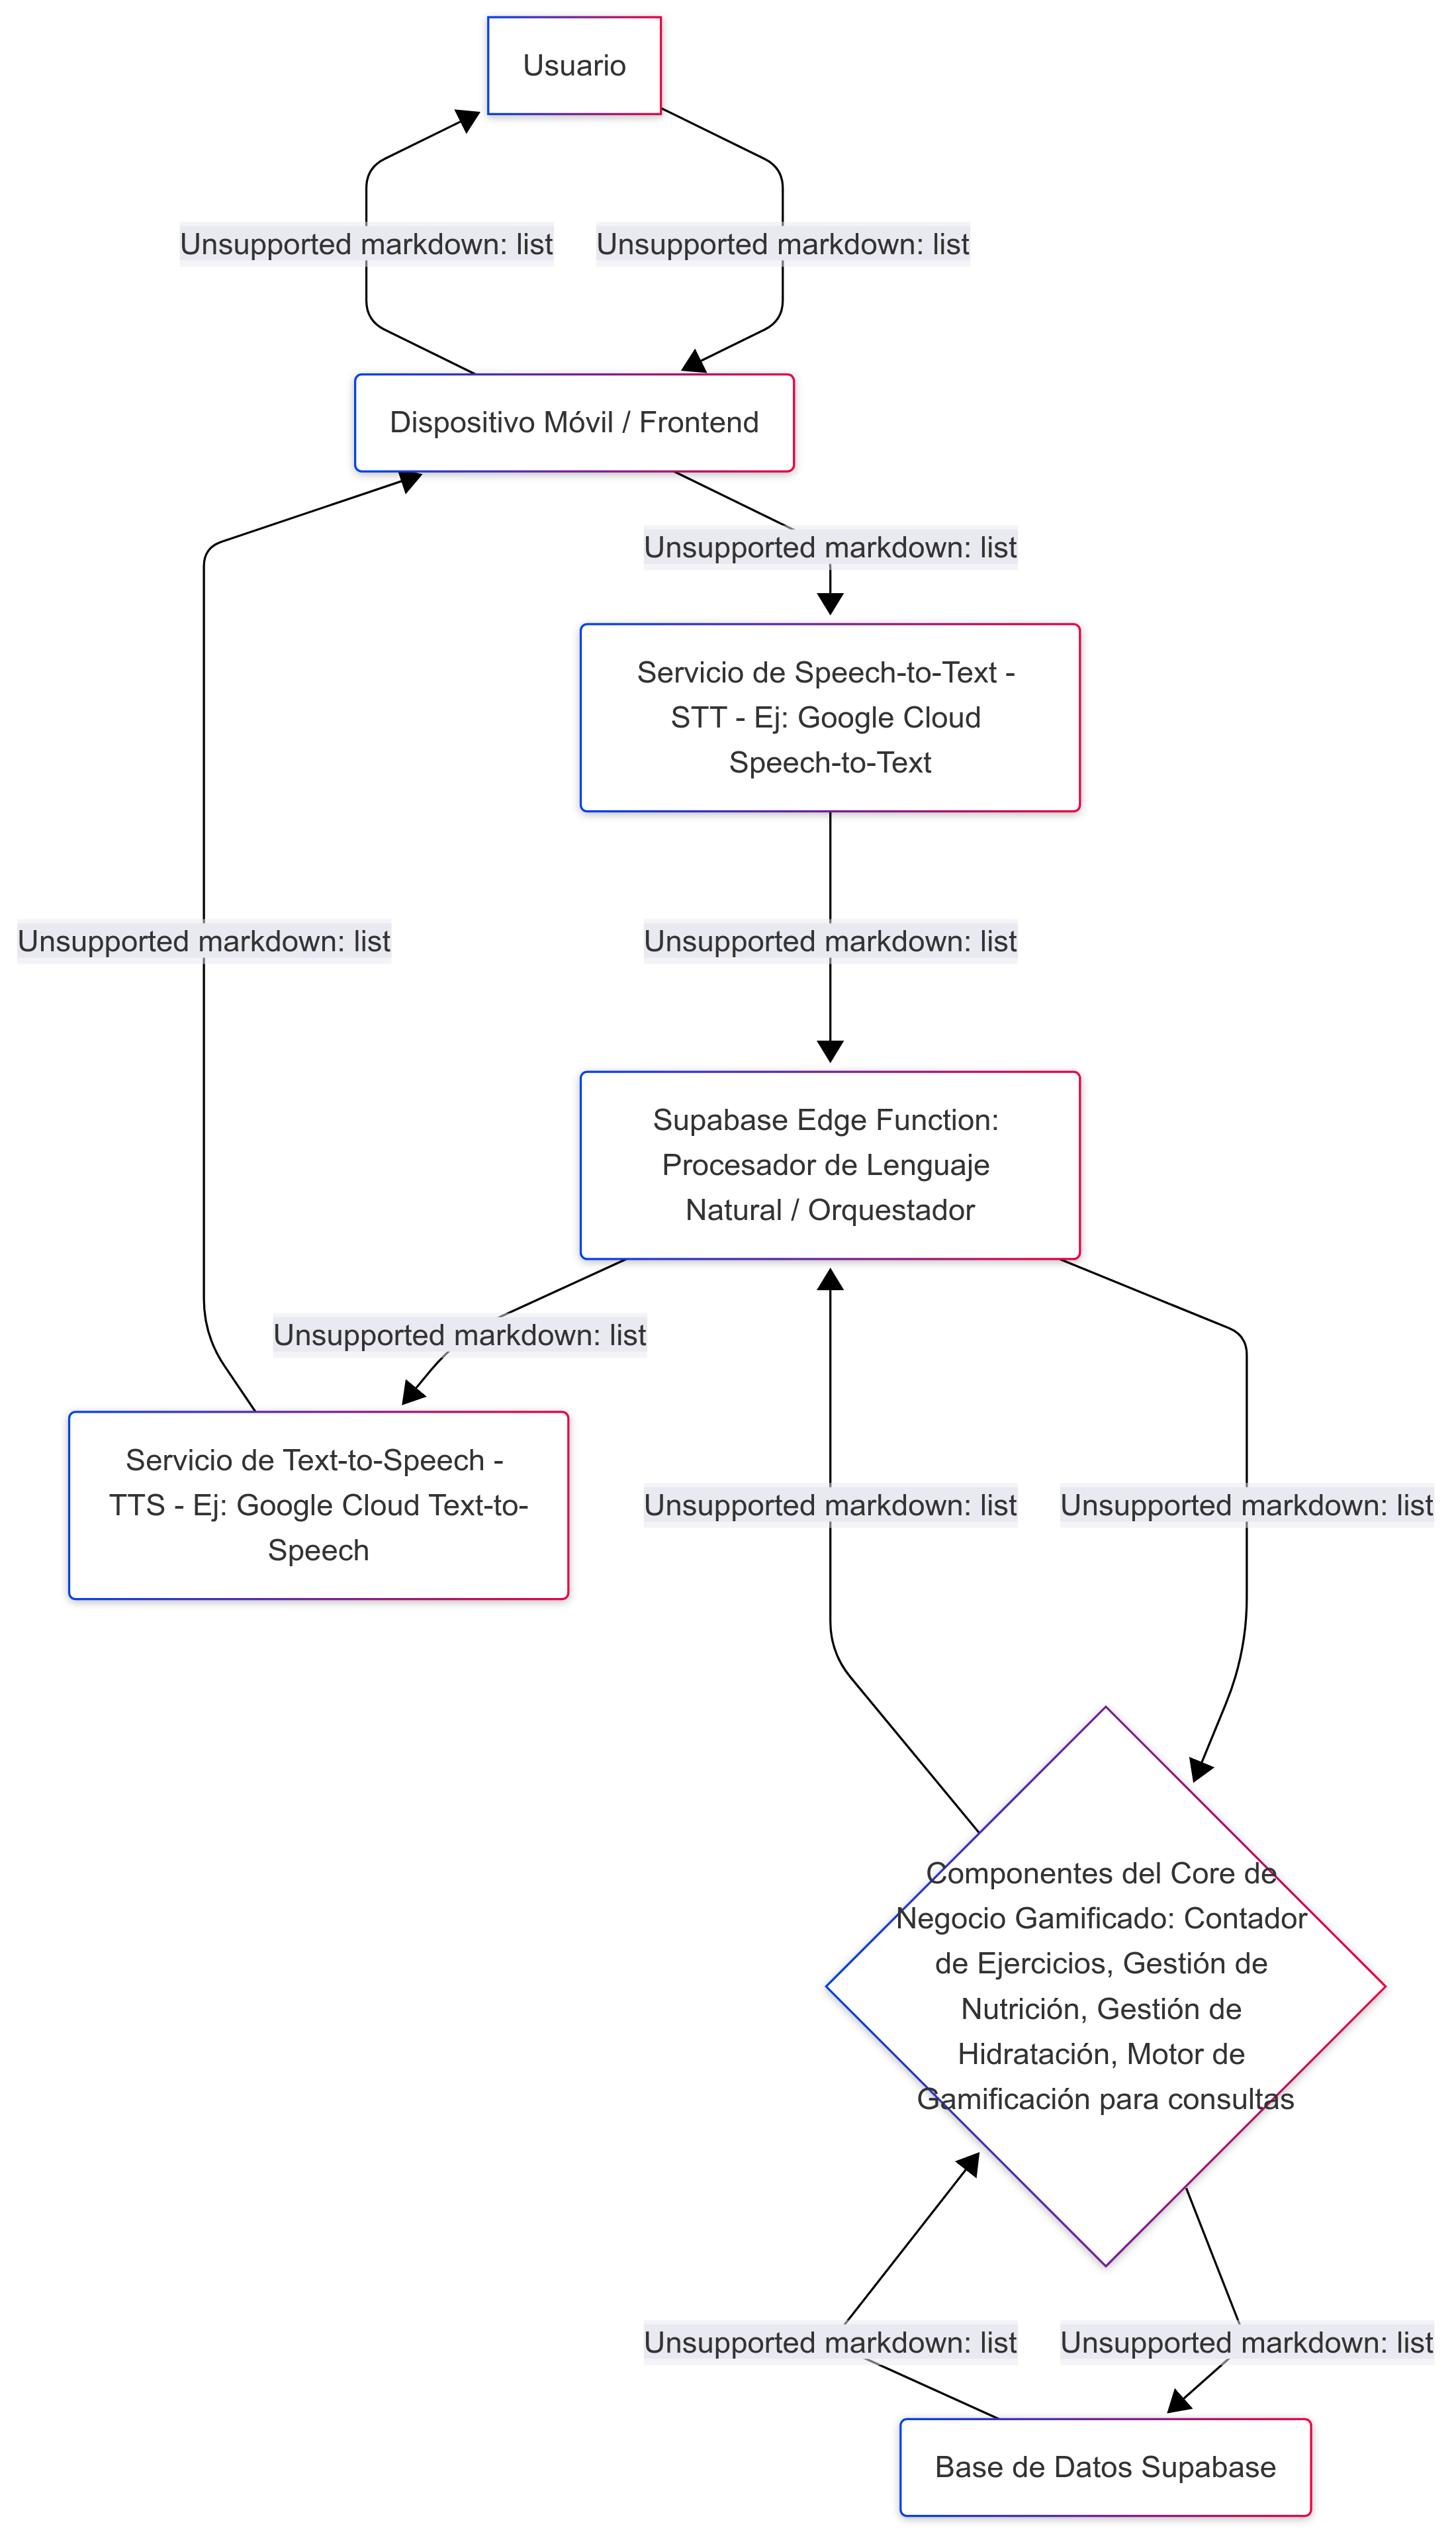 Usuario
Unsupported markdown: list
Unsupported markdown: list
Dispositivo Móvil / Frontend
Unsupported markdown: list
Servicio de Speech-to-Text -
STT - Ej: Google Cloud
Speech-to-Text
Unsupported markdown: list
Unsupported markdown: list
Supabase Edge Function:
Procesador de Lenguaje
Natural / Orquestador
Unsupported markdown: list
Servicio de Text-to-Speech -
TTS - Ej: Google Cloud Text-to-
Speech
Unsupported markdown: list
Unsupported markdown: list
Componentes del Core de
Negocio Gamificado: Contador
de Ejercicios, Gestión de
Nutrición, Gestión de
Hidratación, Motor de
Gamificación para consultas
Unsupported markdown: list
Unsupported markdown: list
Base de Datos Supabase